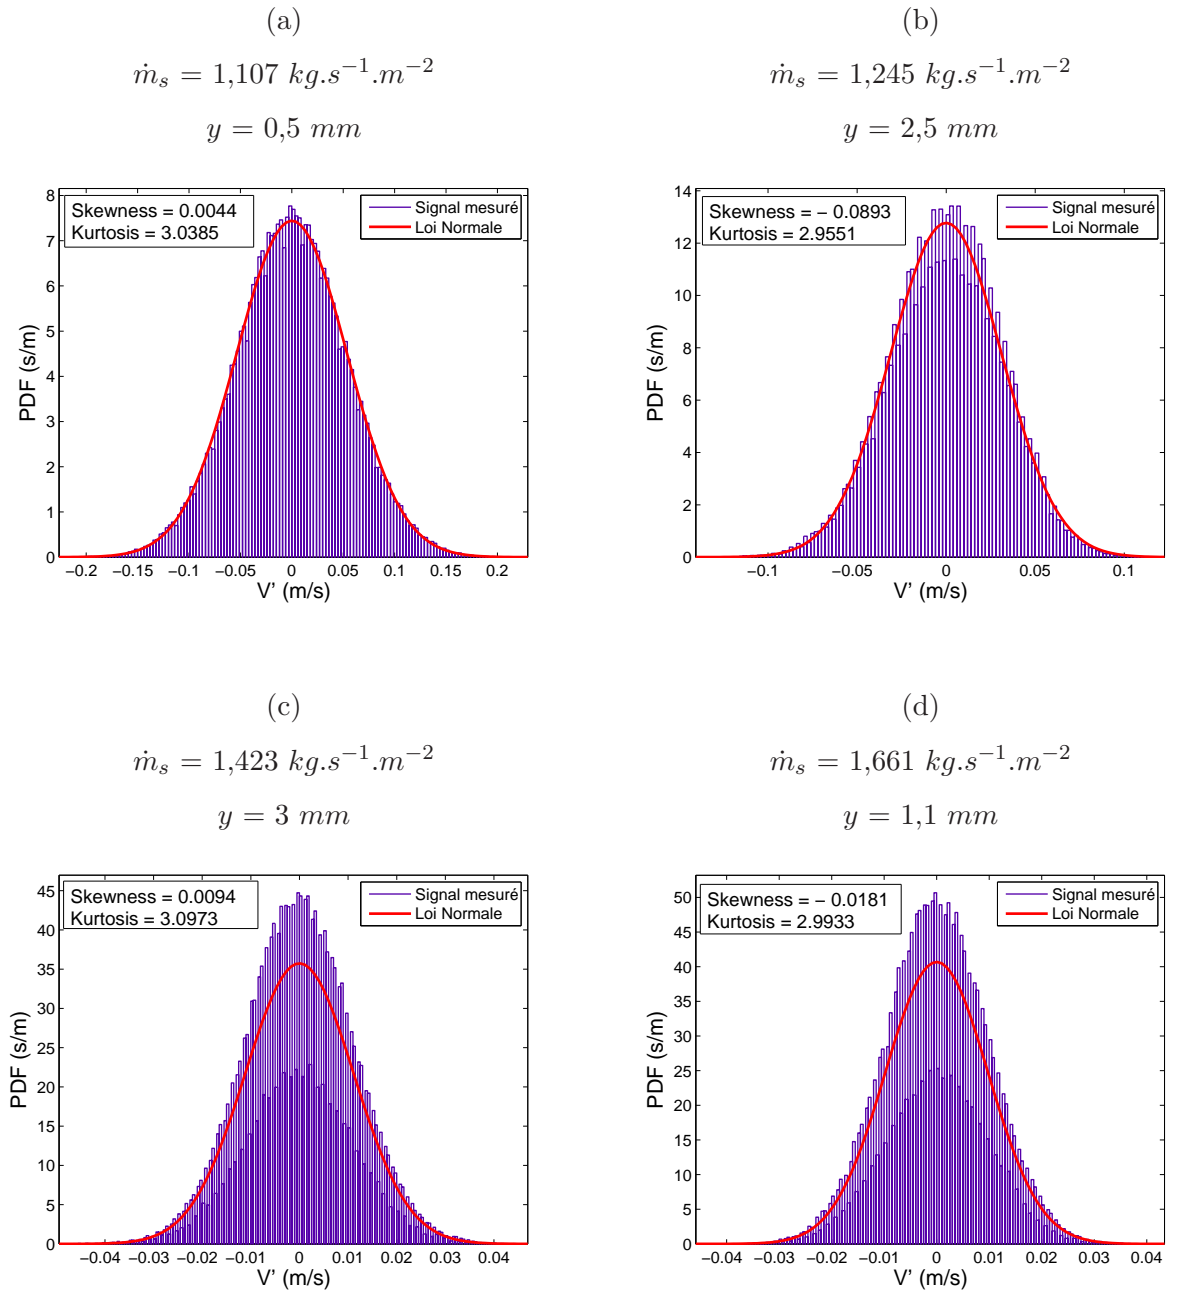 (a)
ṁₛ = 1,107 kg.s⁻¹.m⁻²
y = 0,5 mm
Skewness = 0.0044
Kurtosis = 3.0385
Signal mesuré
Loi Normale
PDF (s/m)
8
7
6
5
4
3
2
1
0
−0.2 −0.15 −0.1 −0.05 0 0.05 0.1 0.15 0.2
V' (m/s)
(b)
ṁₛ = 1,245 kg.s⁻¹.m⁻²
y = 2,5 mm
Skewness = − 0.0893
Kurtosis = 2.9551
Signal mesuré
Loi Normale
PDF (s/m)
14
12
10
8
6
4
2
0
−0.1 −0.05 0 0.05 0.1
V' (m/s)
(c)
ṁₛ = 1,423 kg.s⁻¹.m⁻²
y = 3 mm
Skewness = 0.0094
Kurtosis = 3.0973
Signal mesuré
Loi Normale
PDF (s/m)
45
40
35
30
25
20
15
10
5
0
−0.04 −0.03 −0.02 −0.01 0 0.01 0.02 0.03 0.04
V' (m/s)
(d)
ṁₛ = 1,661 kg.s⁻¹.m⁻²
y = 1,1 mm
Skewness = − 0.0181
Kurtosis = 2.9933
Signal mesuré
Loi Normale
PDF (s/m)
50
45
40
35
30
25
20
15
10
5
0
−0.04 −0.03 −0.02 −0.01 0 0.01 0.02 0.03 0.04
V' (m/s)